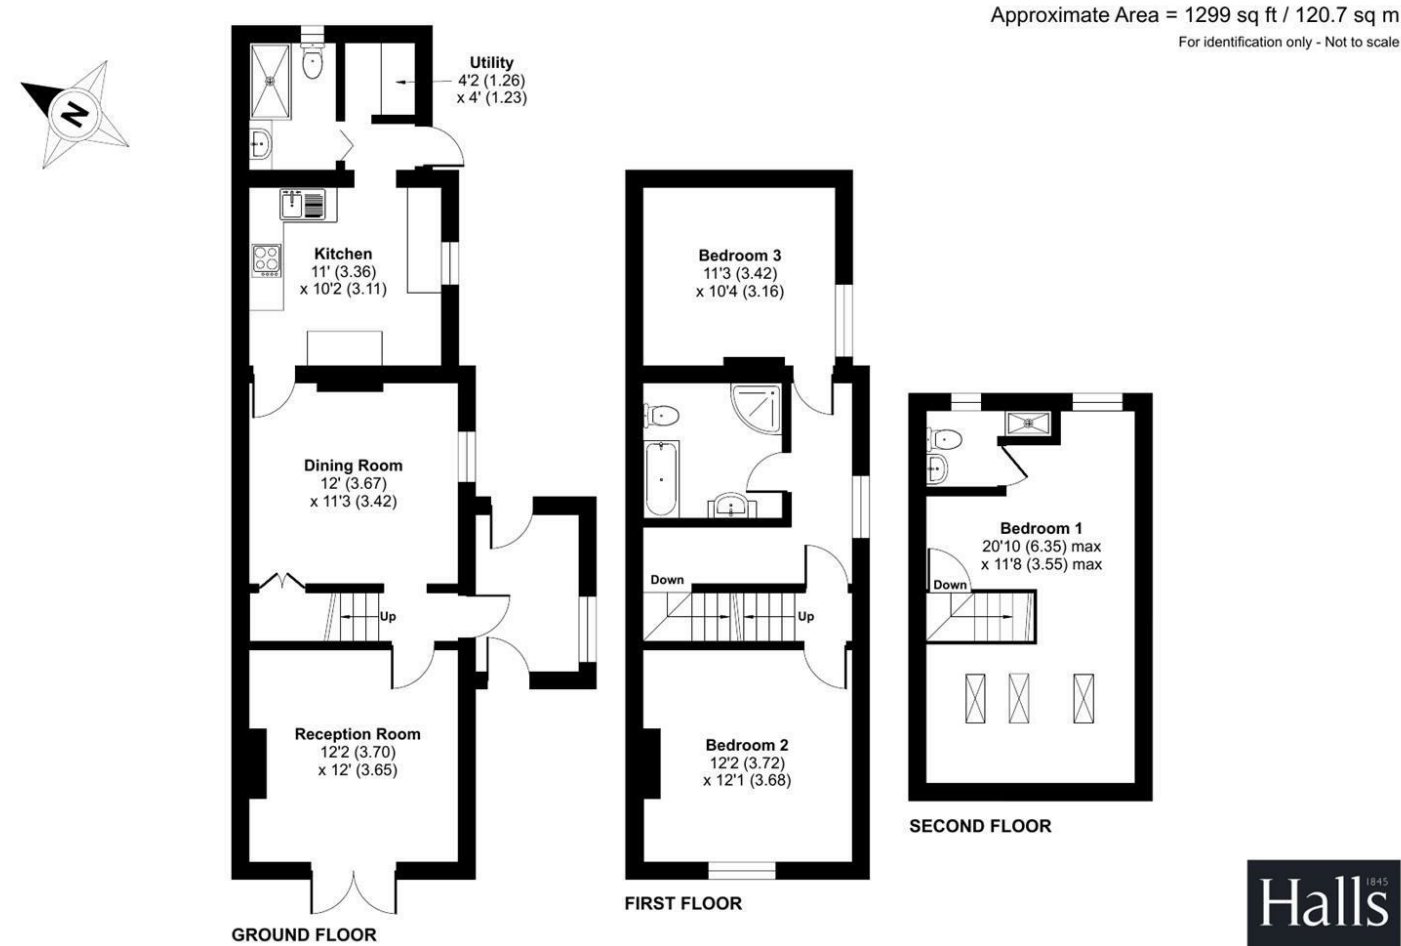 Approximate Area = 1299 sq ft / 120.7 sq m
For identification only - Not to scale
N
Utility
4'2 (1.26)
x 4' (1.23)
Kitchen
11' (3.36)
x 10'2 (3.11)
Dining Room
12' (3.67)
x 11'3 (3.42)
Up
Reception Room
12'2 (3.70)
x 12' (3.65)
GROUND FLOOR
Bedroom 3
11'3 (3.42)
x 10'4 (3.16)
Down
Up
Bedroom 2
12'2 (3.72)
x 12'1 (3.68)
FIRST FLOOR
Bedroom 1
20'10 (6.35) max
x 11'8 (3.55) max
Down
SECOND FLOOR
1845
Halls